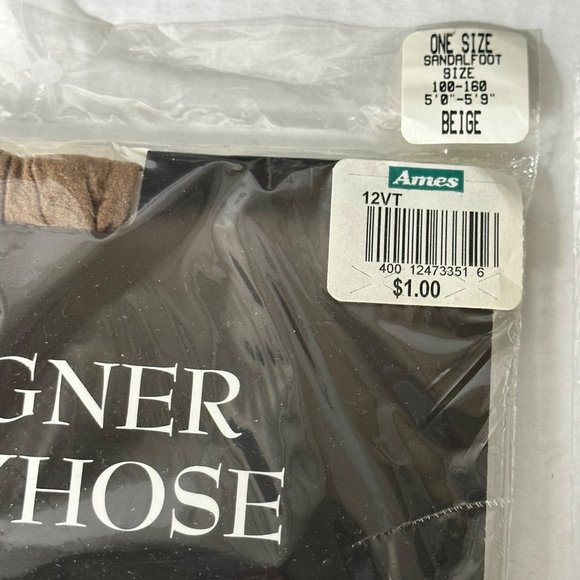 ONE SIZE
SANDALFOOT
SIZE
100-160
5'0"-5'9"
BEIGE
Ames
12VT
400 12473351 6
$1.00
GNER
HOSE